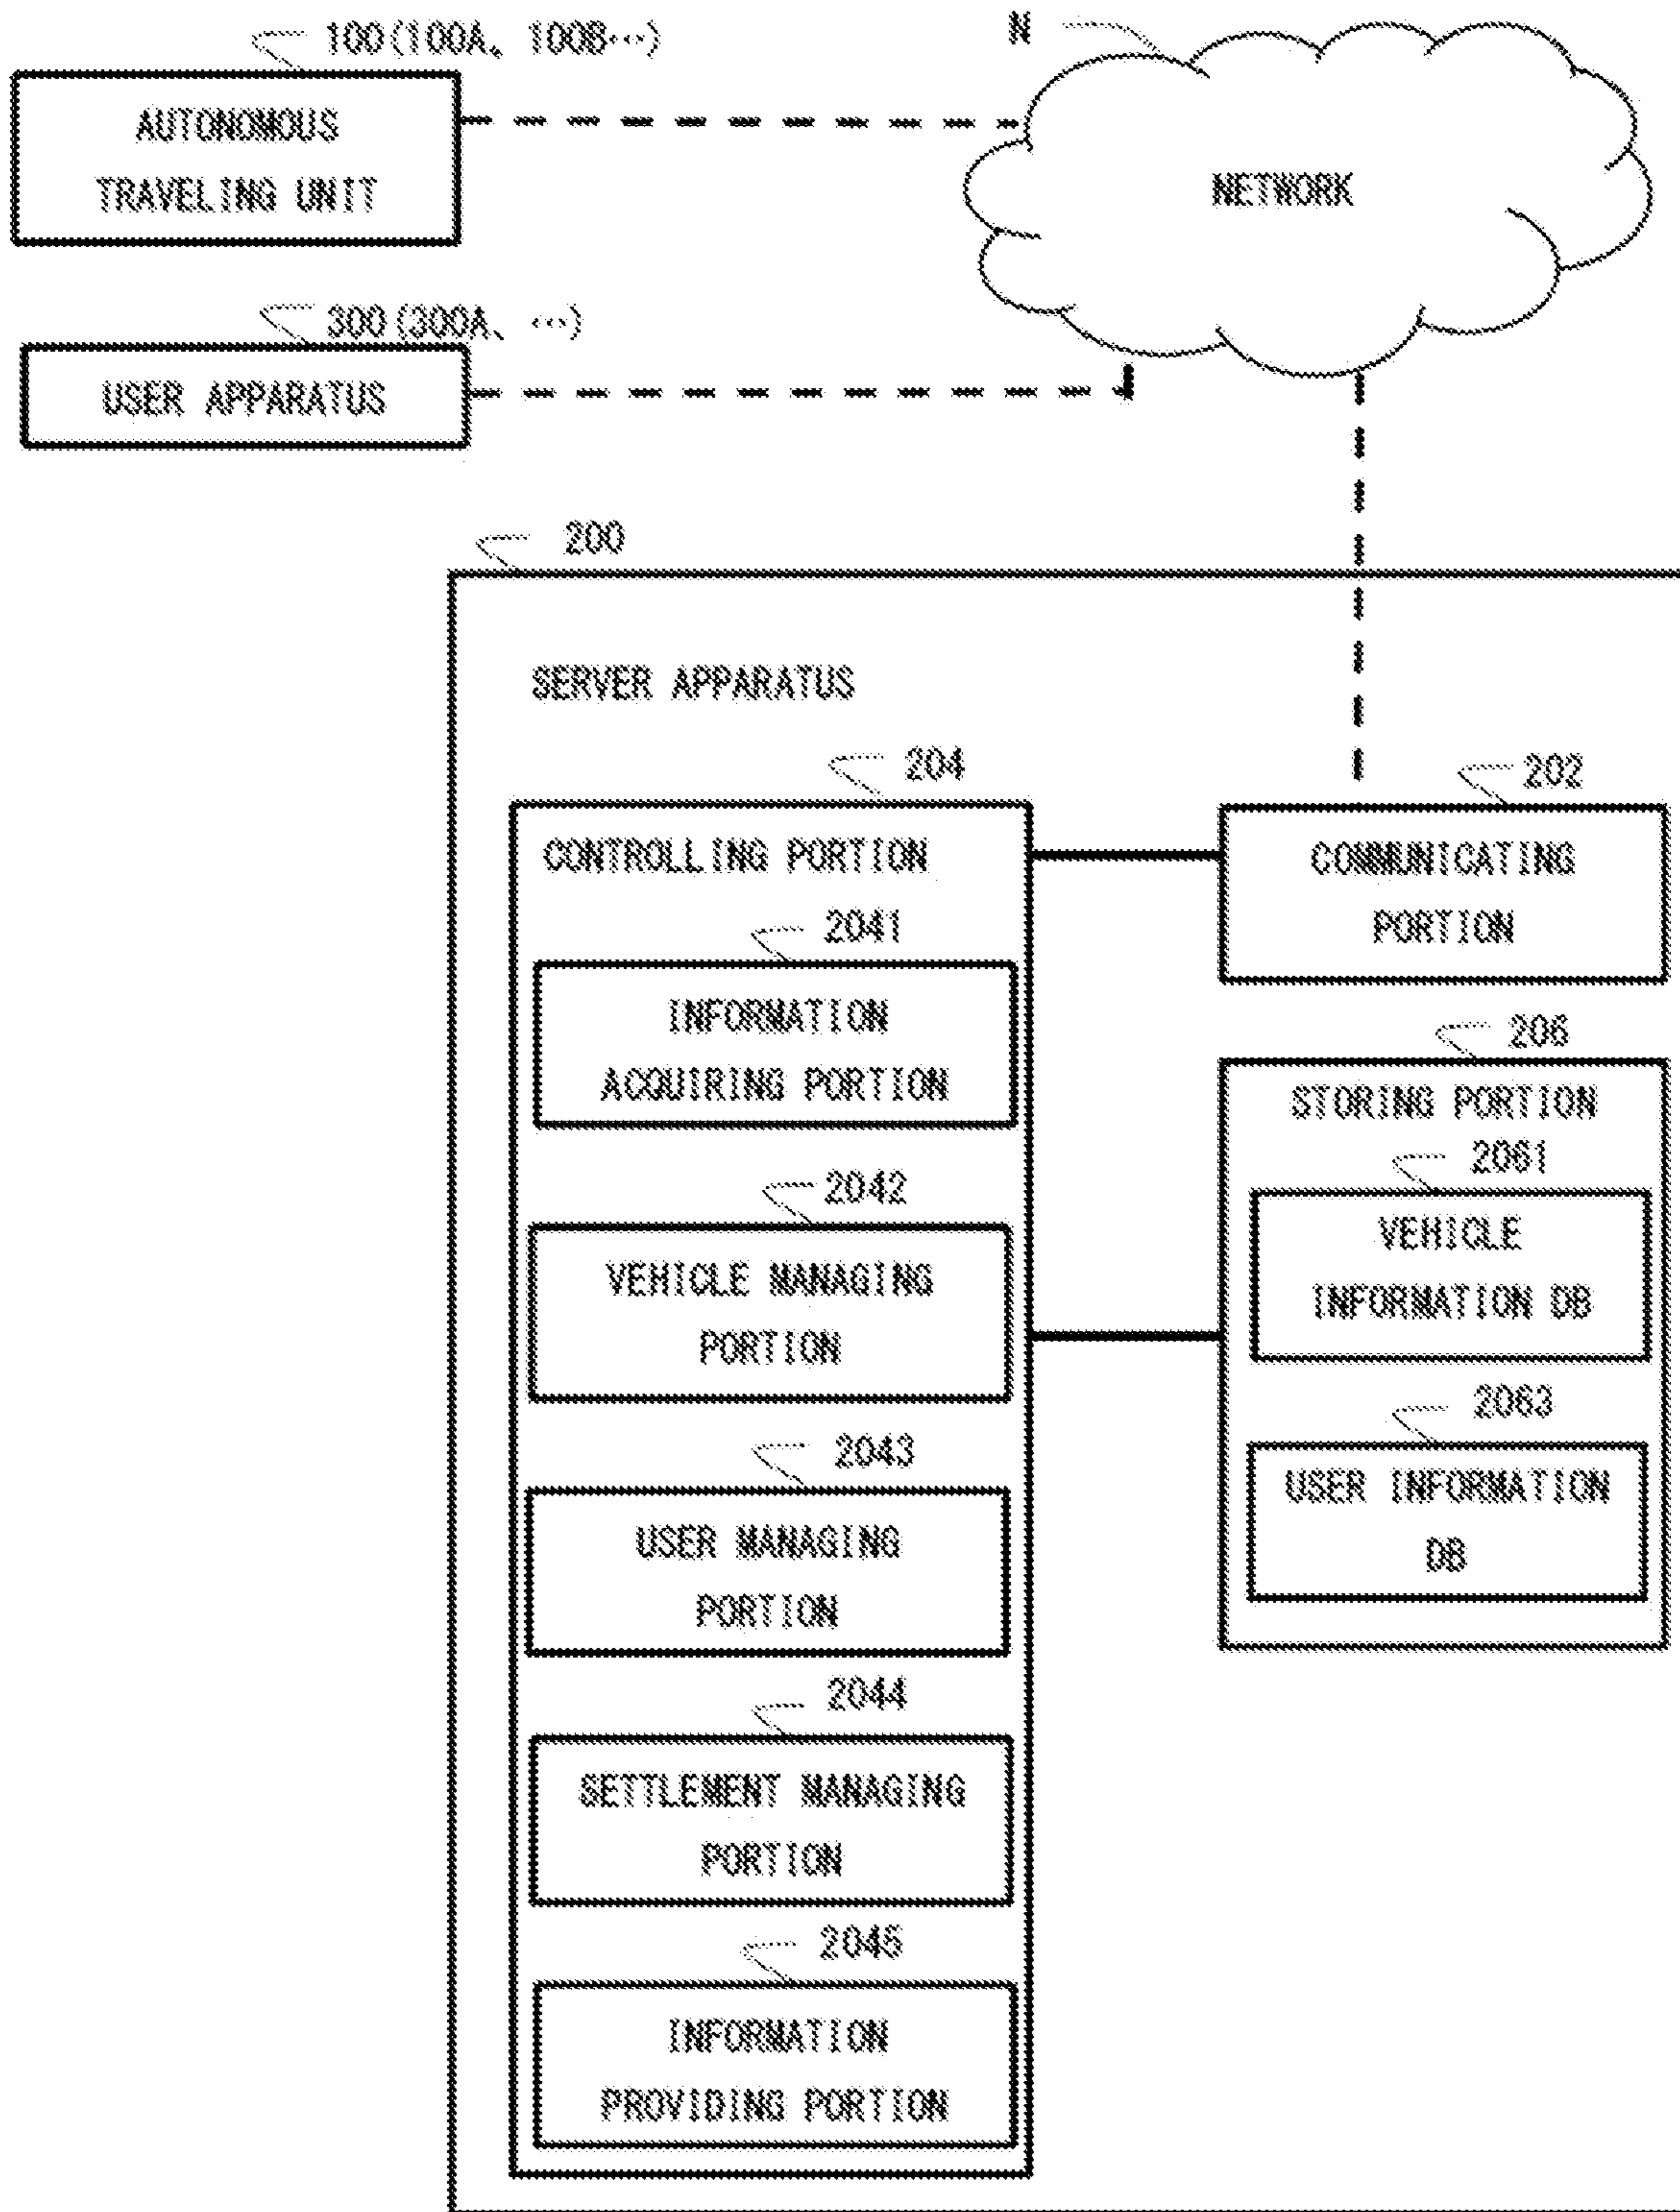 100(100A、100B…)
N
AUTONOMOUS
TRAVELING UNIT
NETWORK
300(300A、…)
USER APPARATUS
200
SERVER APPARATUS
204
202
CONTROLLING PORTION
COMMUNICATING
PORTION
2041
INFORMATION
ACQUIRING PORTION
206
STORING PORTION
2061
VEHICLE
INFORMATION DB
2042
VEHICLE MANAGING
PORTION
2063
USER INFORMATION
DB
2043
USER MANAGING
PORTION
2044
SETTLEMENT MANAGING
PORTION
2045
INFORMATION
PROVIDING PORTION